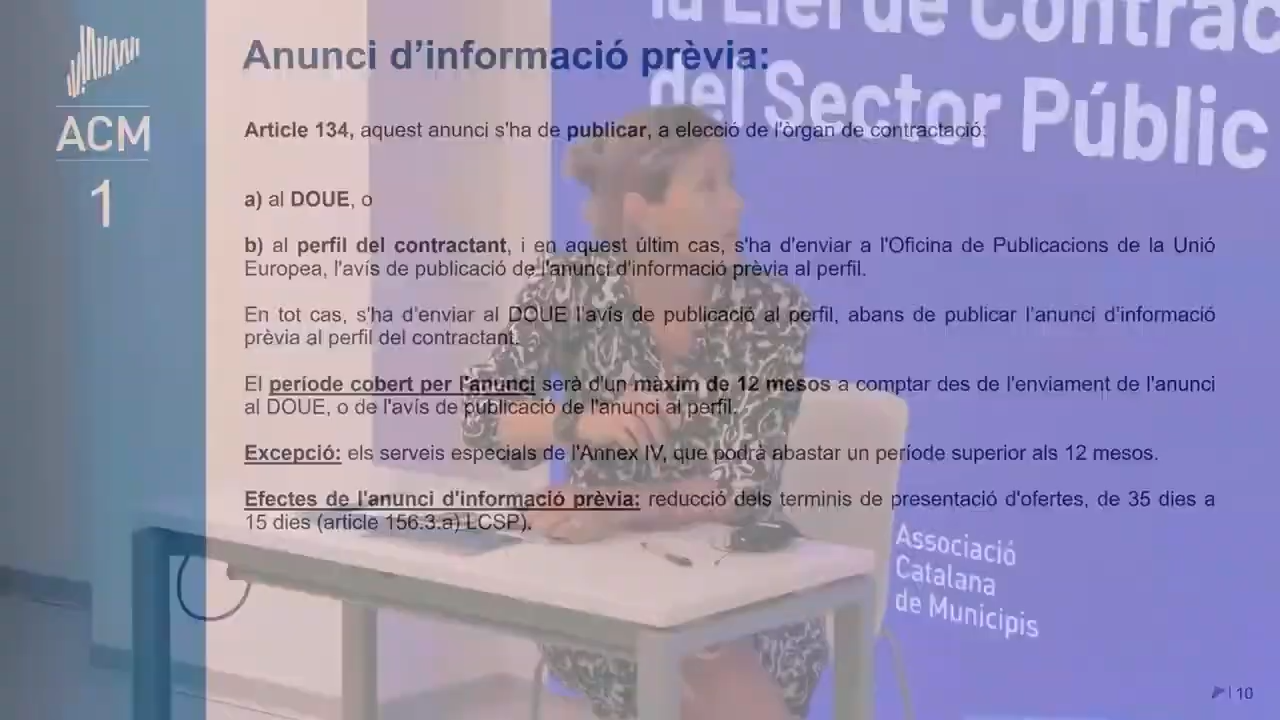 la Llei de Contrac
del Sector Públic
ACM
1
Anunci d’informació prèvia:
Article 134, aquest anunci s'ha de publicar, a elecció de l'òrgan de contractació:
a) al DOUE, o
b) al perfil del contractant, i en aquest últim cas, s'ha d'enviar a l'Oficina de Publicacions de la Unió
Europea, l'avís de publicació de l'anunci d'informació prèvia al perfil.
En tot cas, s'ha d'enviar al DOUE l’avís de publicació al perfil, abans de publicar l’anunci d’informació
prèvia al perfil del contractant.
El període cobert per l'anunci serà d'un màxim de 12 mesos a comptar des de l'enviament de l'anunci
al DOUE, o de l'avís de publicació de l'anunci al perfil.
Excepció: els serveis especials de l'Annex IV, que podrà abastar un període superior als 12 mesos.
Efectes de l'anunci d'informació prèvia: reducció dels terminis de presentació d'ofertes, de 35 dies a
15 dies (article 156.3.a) LCSP).
Associació
Catalana
de Municipis
10